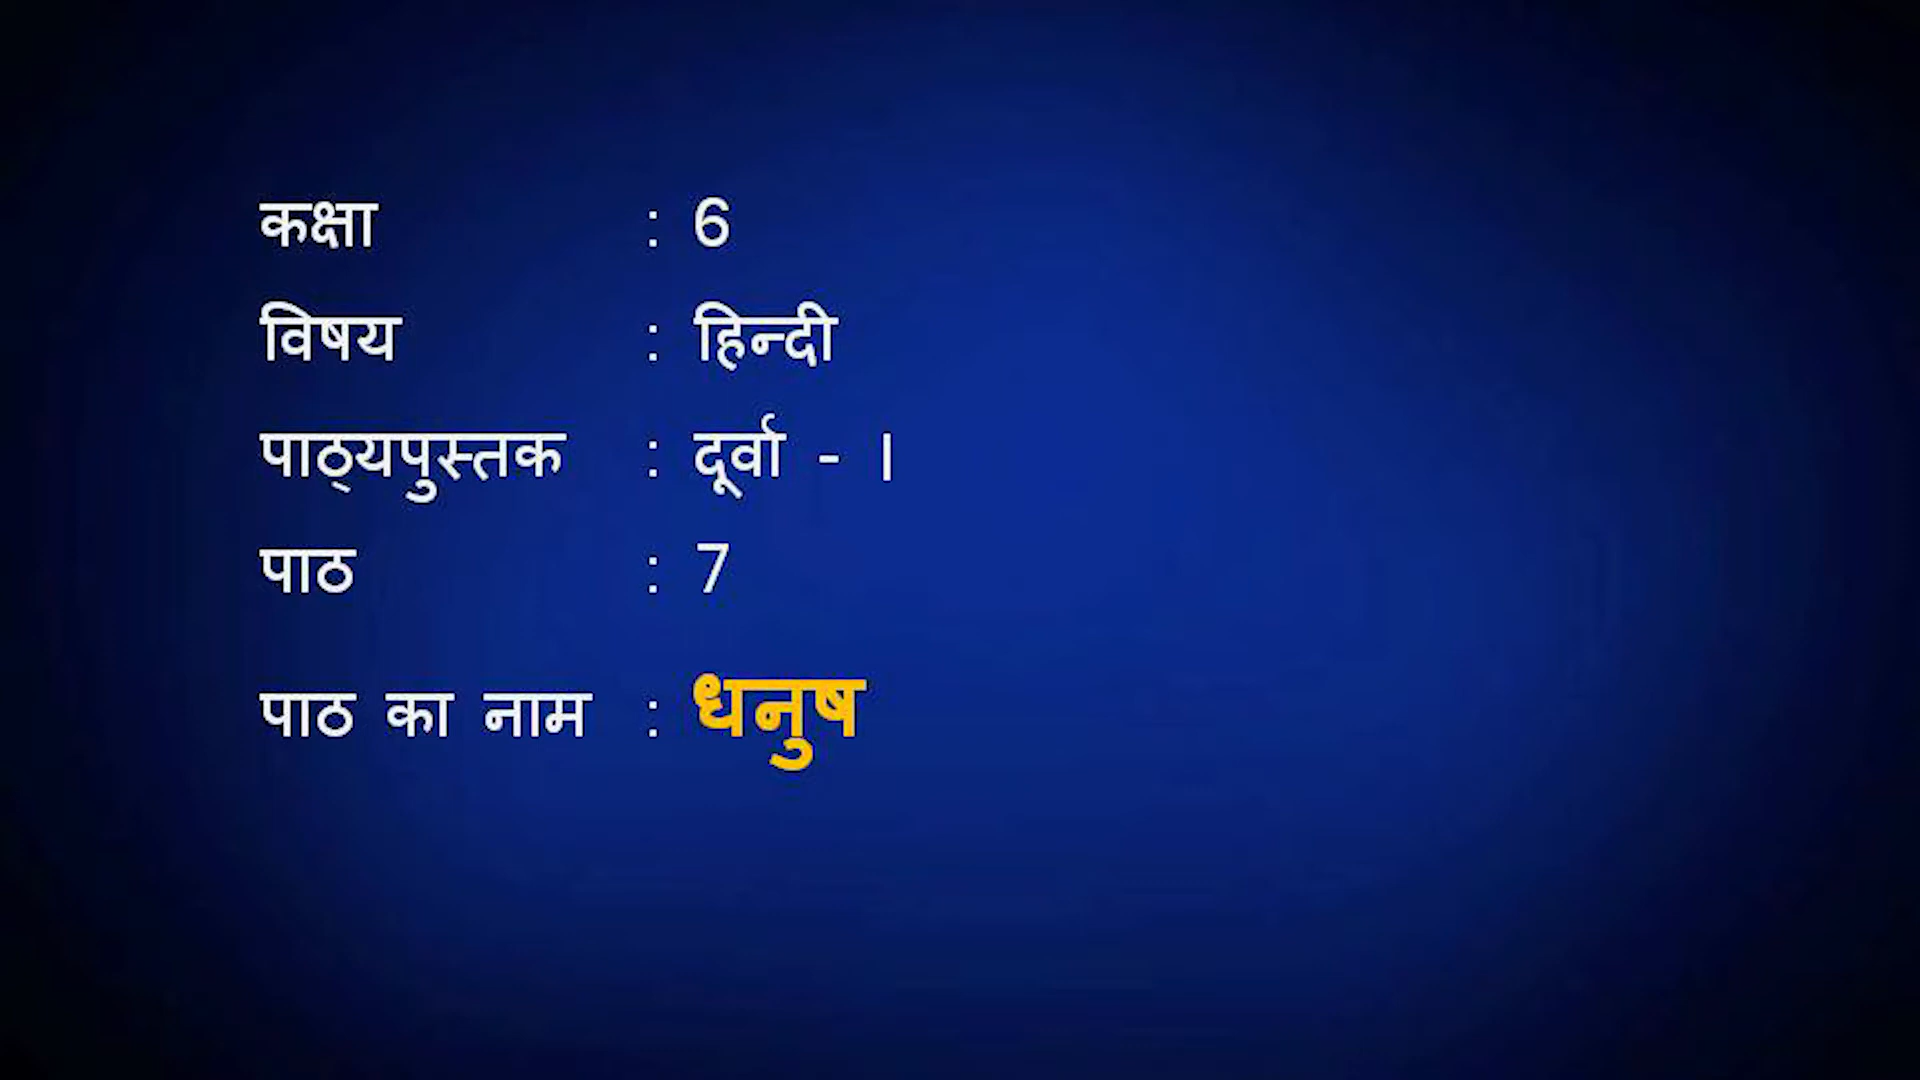 कक्षा : 6
विषय : हिन्दी
पाठ्यपुस्तक : दूर्वा - I
पाठ : 7
पाठ का नाम : धनुष